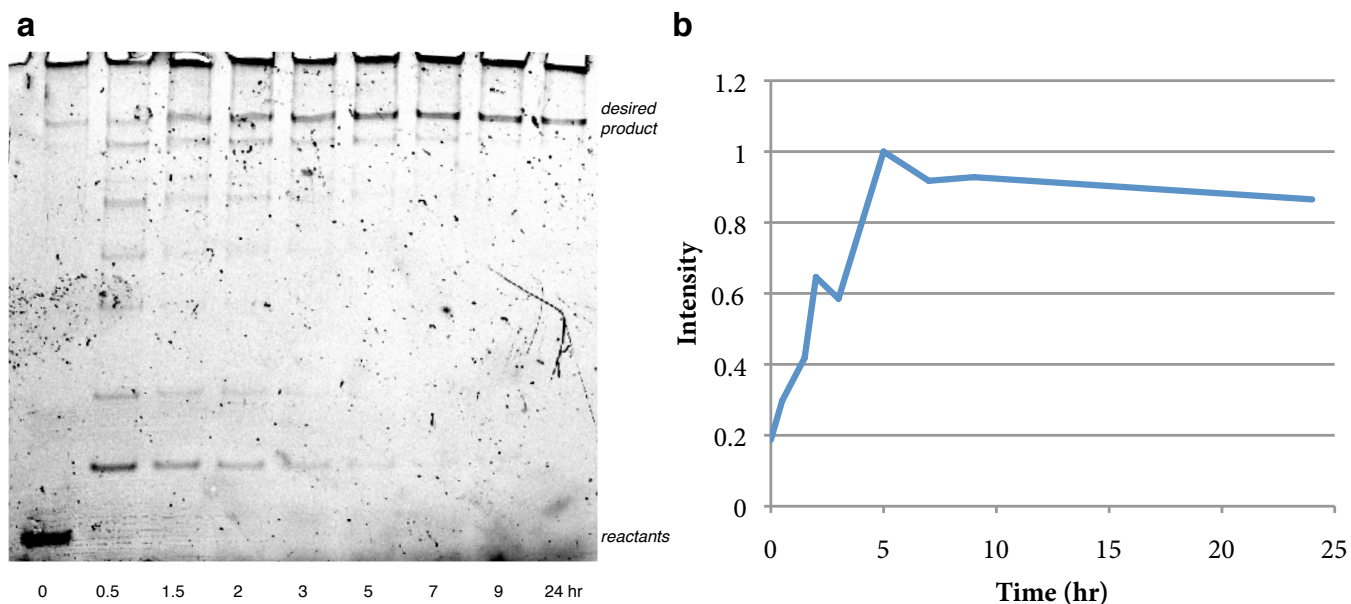 a
desired
product
reactants
0 0.5 1.5 2 3 5 7 9 24 hr
b
1.2
1
0.8
0.6
0.4
0.2
0
Intensity
0 5 10 15 20 25
Time (hr)